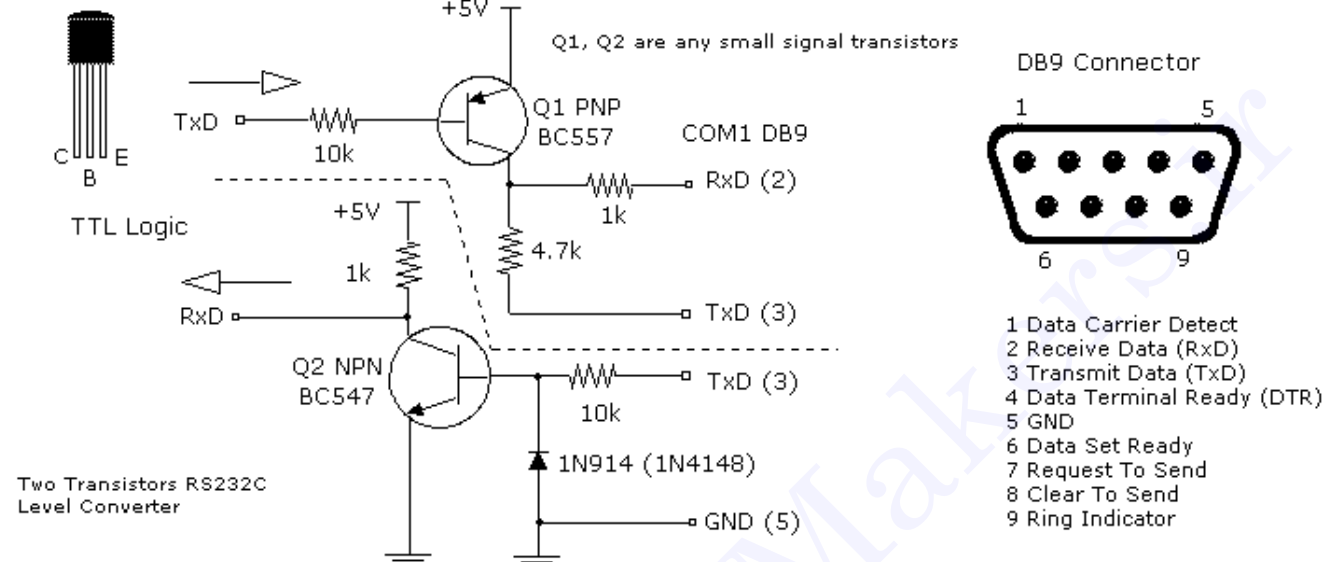 +5V
Q1, Q2 are any small signal transistors
DB9 Connector
1 5
TxD
10k
Q1 PNP
BC557
COM1 DB9
RxD (2)
1k
C B E
TTL Logic
+5V
1k
4.7k
6 9
RxD
TxD (3)
Q2 NPN
BC547
TxD (3)
10k
1N914 (1N4148)
GND (5)
Two Transistors RS232C
Level Converter
1 Data Carrier Detect
2 Receive Data (RxD)
3 Transmit Data (TxD)
4 Data Terminal Ready (DTR)
5 GND
6 Data Set Ready
7 Request To Send
8 Clear To Send
9 Ring Indicator
Makers.ir